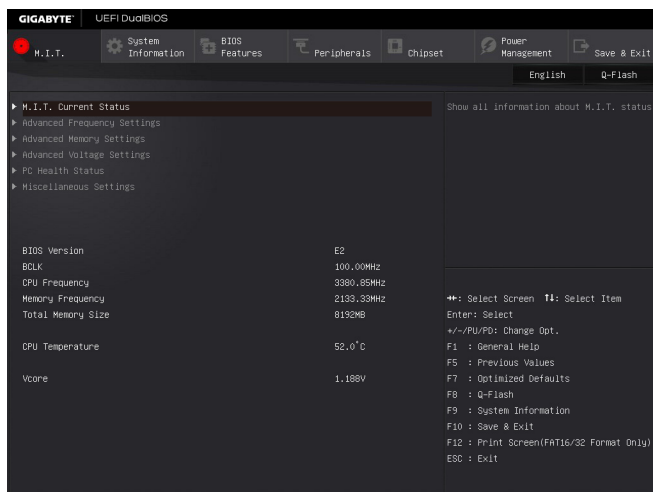 GIGABYTE™ UEFI DualBIOS
M.I.T.
System Information
BIOS Features
Peripherals
Chipset
Power Management
Save & Exit
English
Q-Flash
M.I.T. Current Status
Advanced Frequency Settings
Advanced Memory Settings
Advanced Voltage Settings
PC Health Status
Miscellaneous Settings
Show all information about M.I.T. status
BIOS Version E2
BCLK 100.00MHz
CPU Frequency 3380.85MHz
Memory Frequency 2133.33MHz
Total Memory Size 8192MB
CPU Temperature 52.0°C
Vcore 1.188V
→←: Select Screen ↑↓: Select Item
Enter: Select
+/-/PU/PD: Change Opt.
F1 : General Help
F5 : Previous Values
F7 : Optimized Defaults
F8 : Q-Flash
F9 : System Information
F10 : Save & Exit
F12 : Print Screen(FAT16/32 Format Only)
ESC : Exit